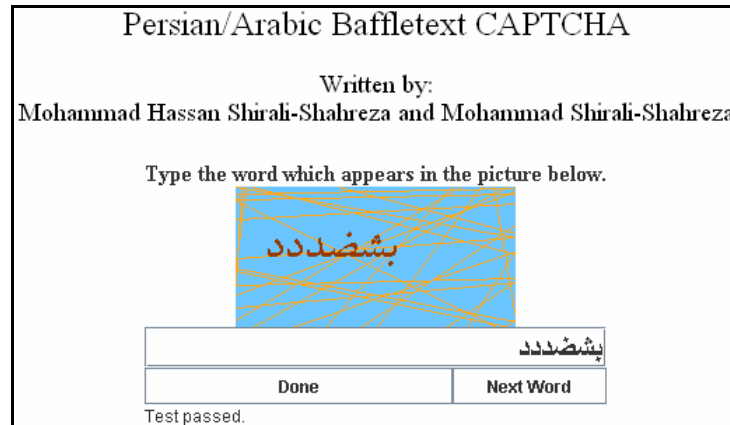 Persian/Arabic Baffletext CAPTCHA
Written by:
Mohammad Hassan Shirali-Shahreza and Mohammad Shirali-Shahreza
Type the word which appears in the picture below.
بشضددد
بشضددد
Done Next Word
Test passed.